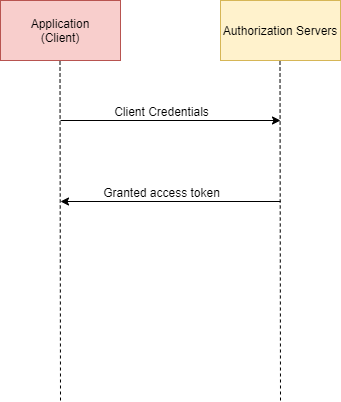 Application
(Client)
Authorization Servers
Client Credentials
Granted access token